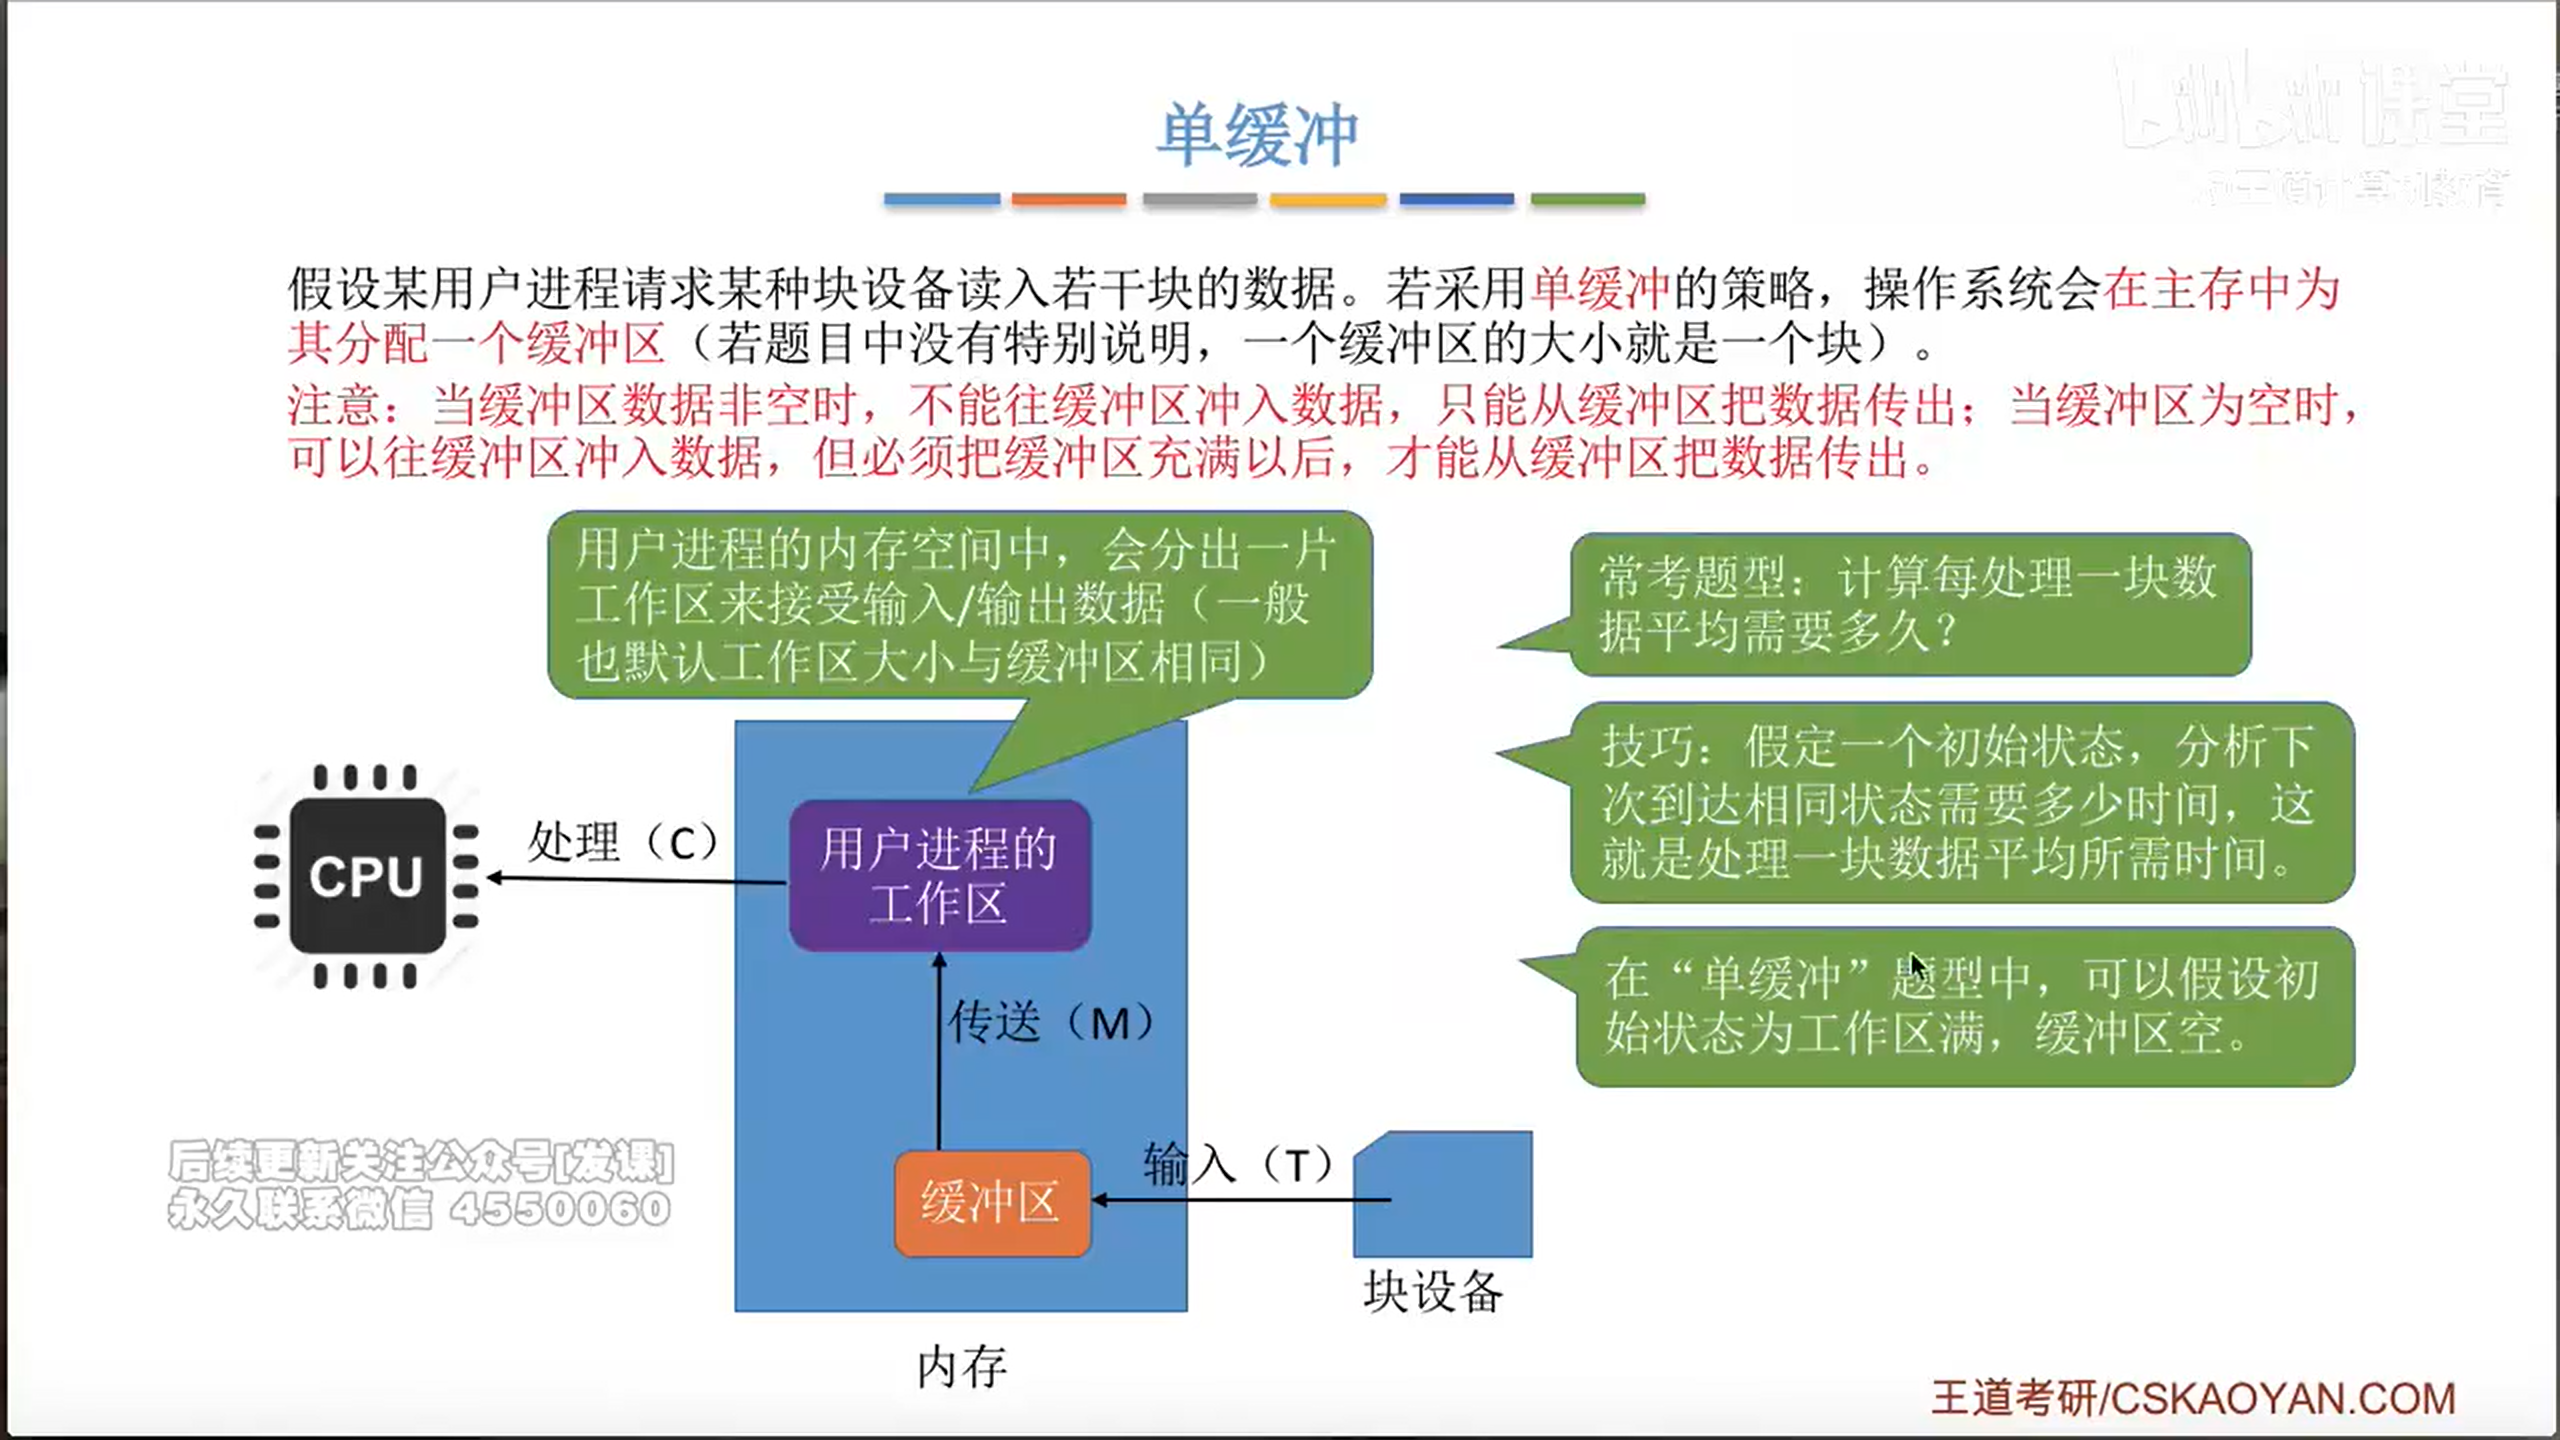 bilibili 课堂
@王道计算机教育
单缓冲
假设某用户进程请求某种块设备读入若干块的数据。若采用单缓冲的策略，操作系统会在主存中为
其分配一个缓冲区（若题目中没有特别说明，一个缓冲区的大小就是一个块）。
注意：当缓冲区数据非空时，不能往缓冲区冲入数据，只能从缓冲区把数据传出；当缓冲区为空时，
可以往缓冲区冲入数据，但必须把缓冲区充满以后，才能从缓冲区把数据传出。
用户进程的内存空间中，会分出一片
工作区来接受输入/输出数据（一般
也默认工作区大小与缓冲区相同）
常考题型：计算每处理一块数
据平均需要多久？
技巧：假定一个初始状态，分析下
次到达相同状态需要多少时间，这
就是处理一块数据平均所需时间。
在“单缓冲”题型中，可以假设初
始状态为工作区满，缓冲区空。
CPU
处理（C）
用户进程的
工作区
传送（M）
缓冲区
输入（T）
块设备
内存
后续更新关注公众号[发课]
永久联系微信 4550060
王道考研/CSKAOYAN.COM